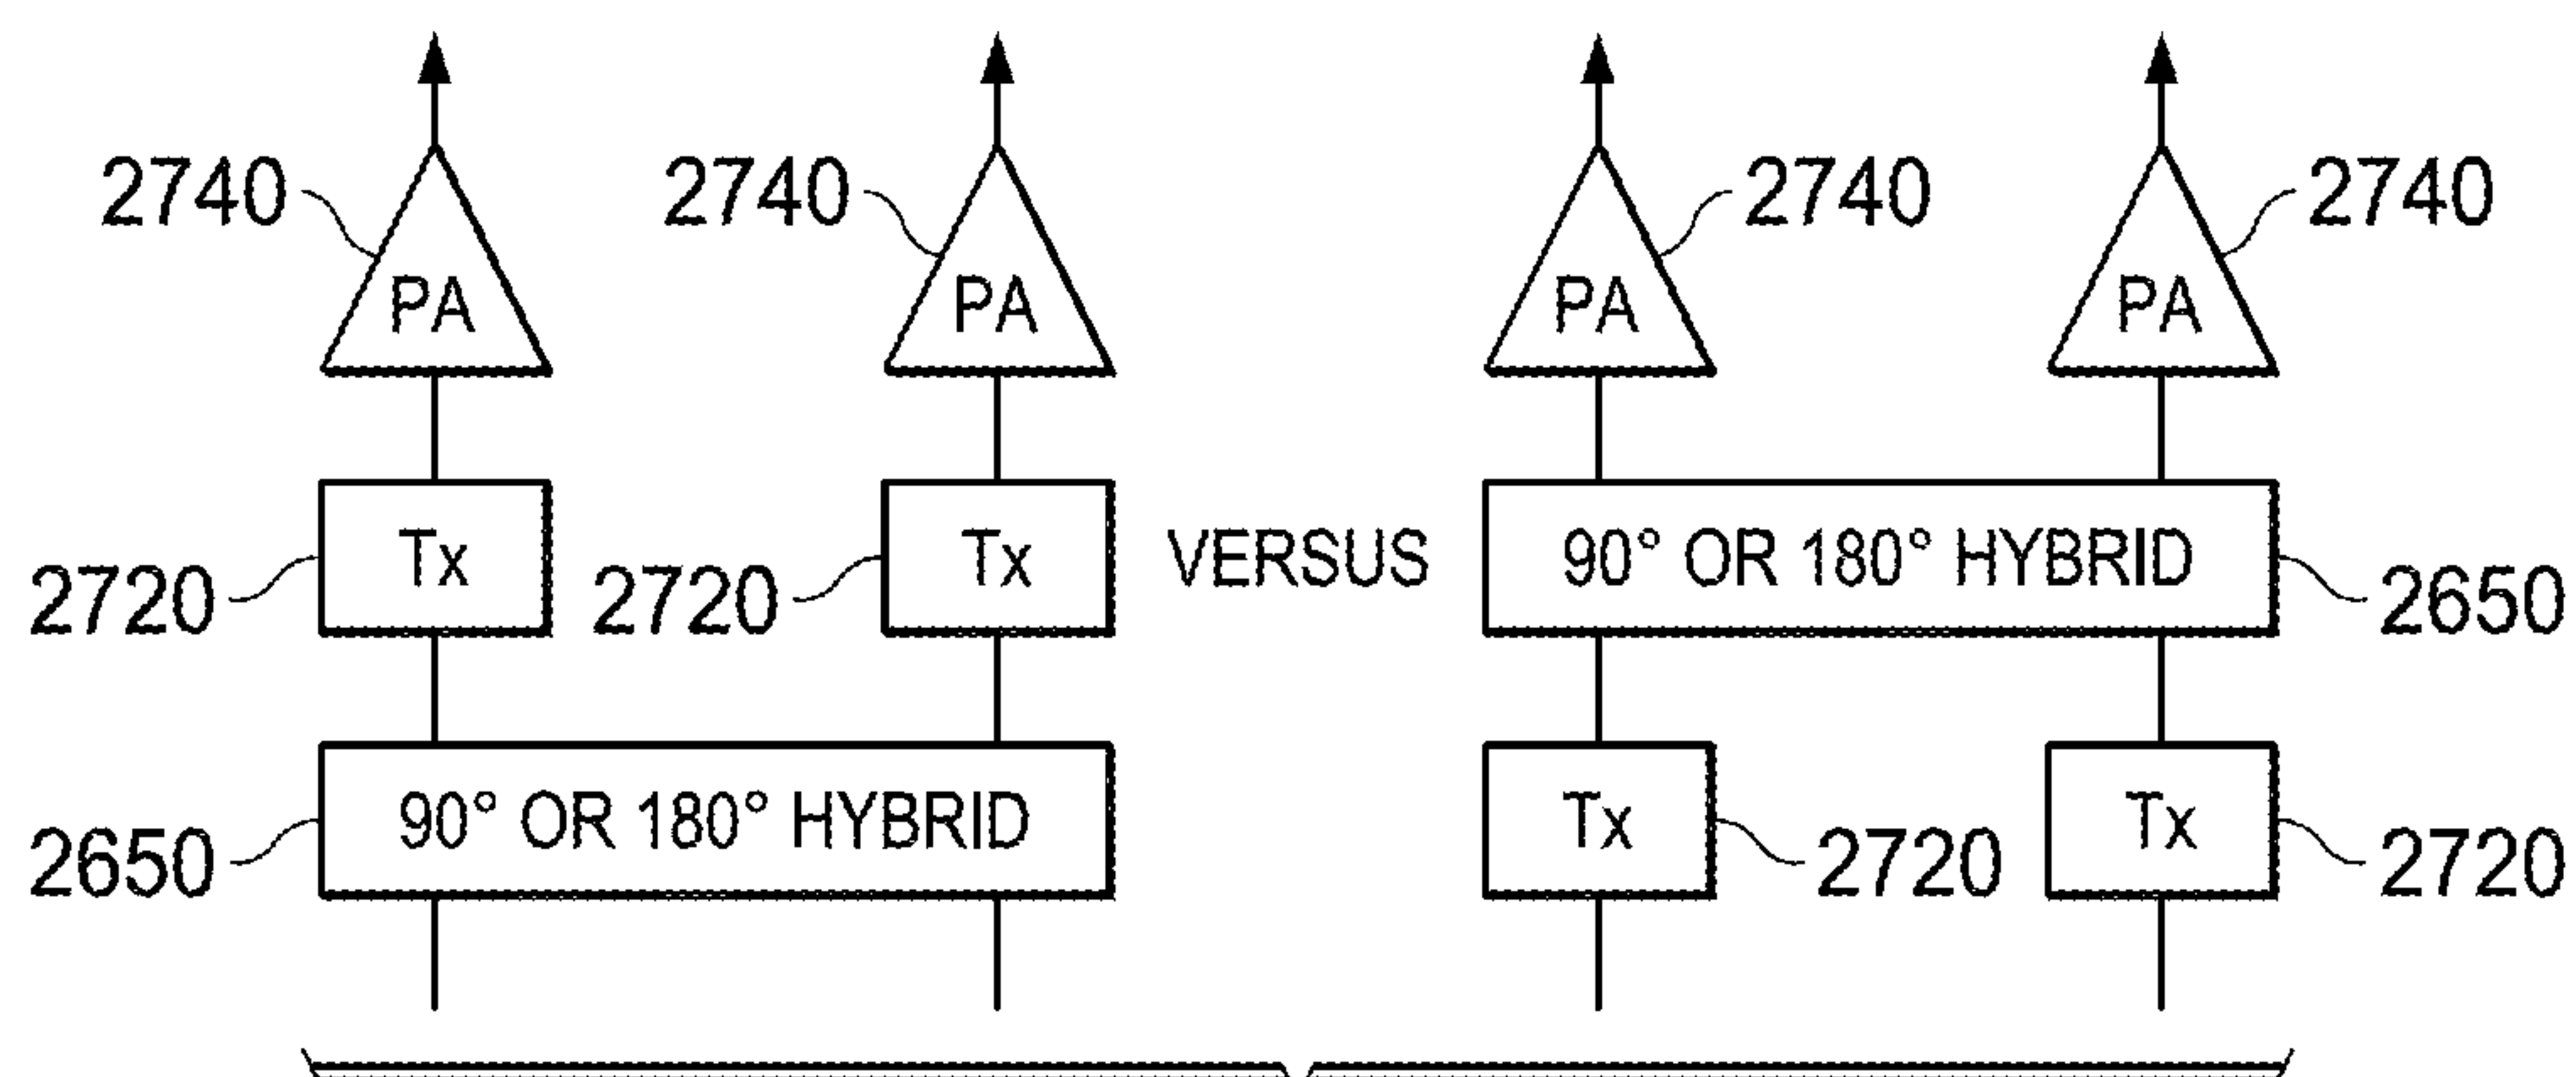 2740 2740 2740 2740
PA PA PA PA
Tx Tx VERSUS 90° OR 180° HYBRID
2720 2720 2650
90° OR 180° HYBRID Tx Tx
2650 2720 2720